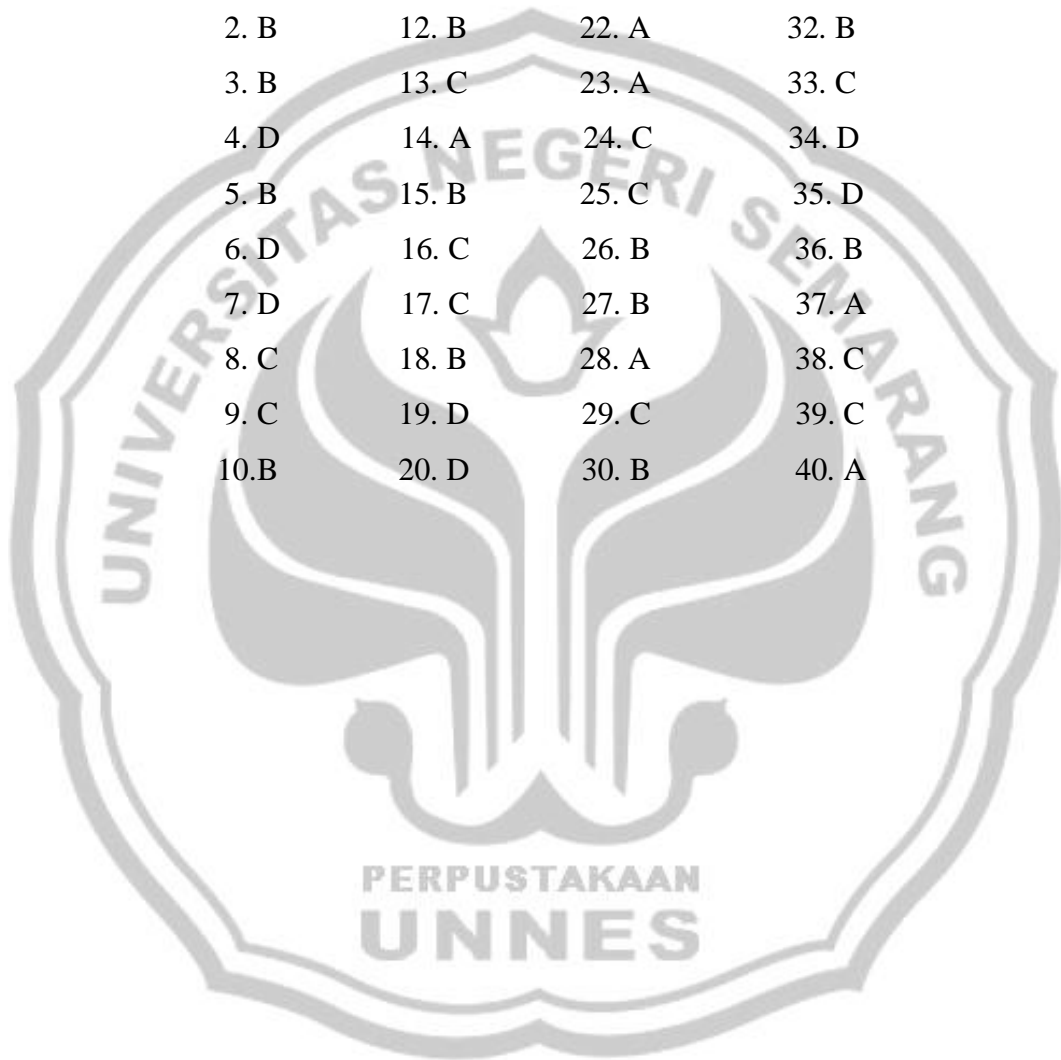 2. B 12. B 22. A 32. B
3. B 13. C 23. A 33. C
4. D 14. A 24. C 34. D
5. B 15. B 25. C 35. D
6. D 16. C 26. B 36. B
7. D 17. C 27. B 37. A
8. C 18. B 28. A 38. C
9. C 19. D 29. C 39. C
10.B 20. D 30. B 40. A
UNIVERSITAS NEGERI SEMARANG
PERPUSTAKAAN
UNNES